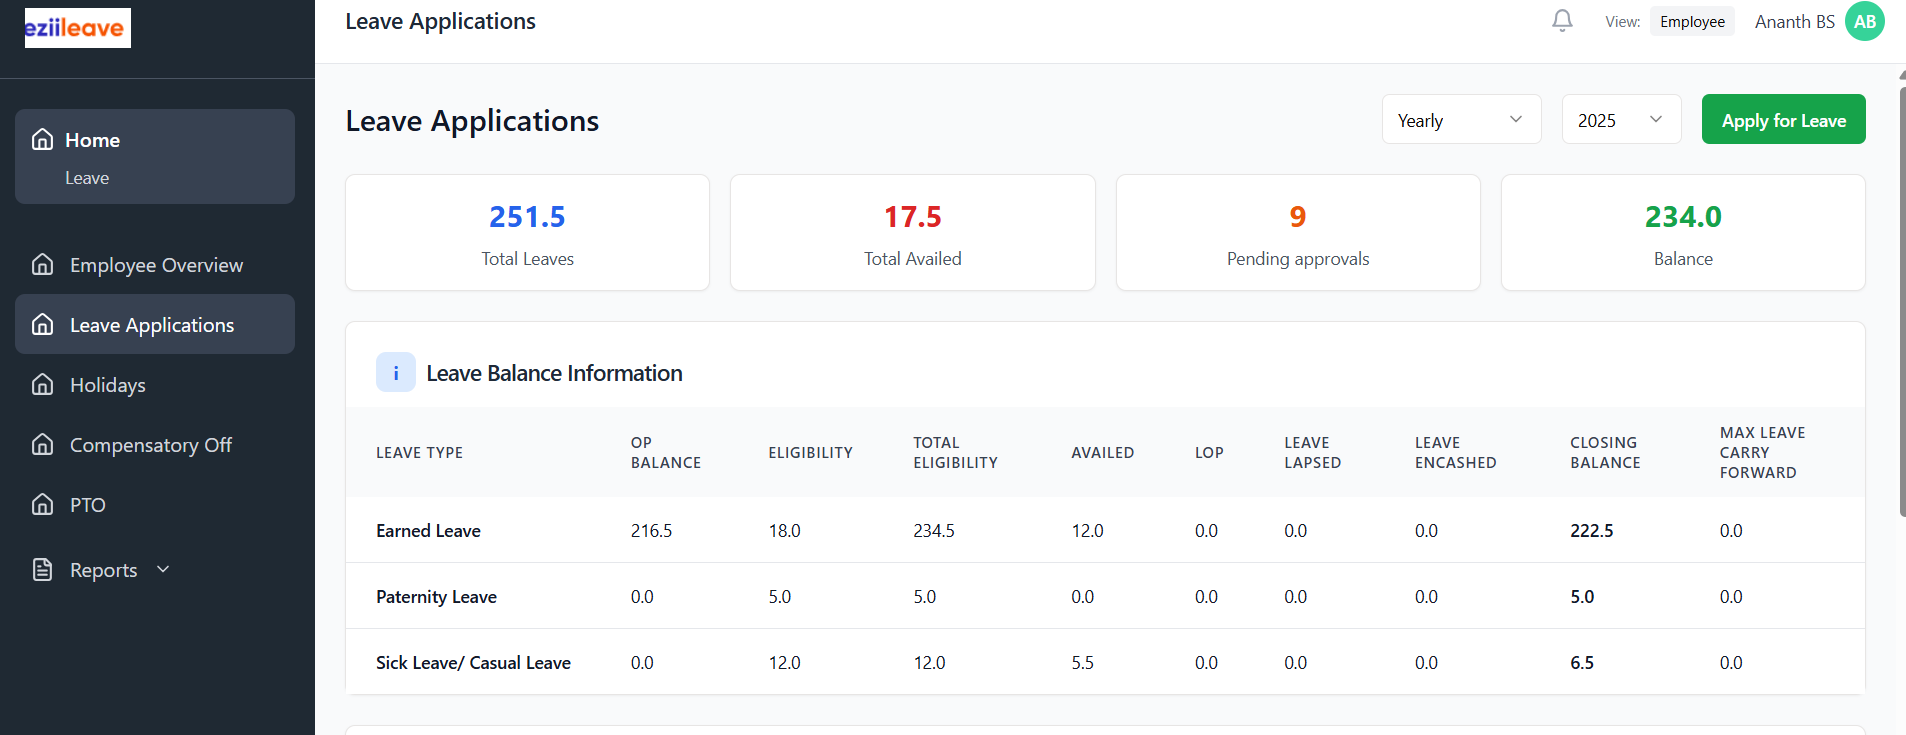 eziileave
Leave Applications
View: Employee Ananth BS AB
Home
Leave
Employee Overview
Leave Applications
Holidays
Compensatory Off
PTO
Reports
Leave Applications
Yearly
2025
Apply for Leave
251.5
Total Leaves
17.5
Total Availed
9
Pending approvals
234.0
Balance
i Leave Balance Information
LEAVE TYPE
OP
BALANCE
ELIGIBILITY
TOTAL
ELIGIBILITY
AVAILED
LOP
LEAVE
LAPSED
LEAVE
ENCASHED
CLOSING
BALANCE
MAX LEAVE
CARRY
FORWARD
Earned Leave 216.5 18.0 234.5 12.0 0.0 0.0 0.0 222.5 0.0
Paternity Leave 0.0 5.0 5.0 0.0 0.0 0.0 0.0 5.0 0.0
Sick Leave/ Casual Leave 0.0 12.0 12.0 5.5 0.0 0.0 0.0 6.5 0.0